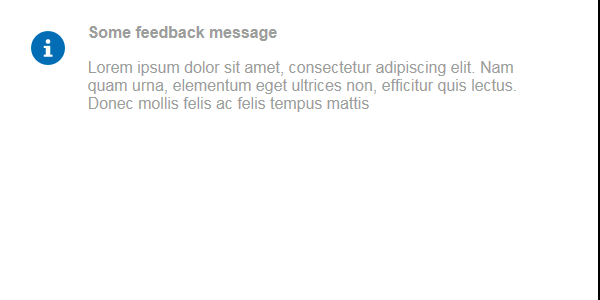 Some feedback message
Lorem ipsum dolor sit amet, consectetur adipiscing elit. Nam
quam urna, elementum eget ultrices non, efficitur quis lectus.
Donec mollis felis ac felis tempus mattis